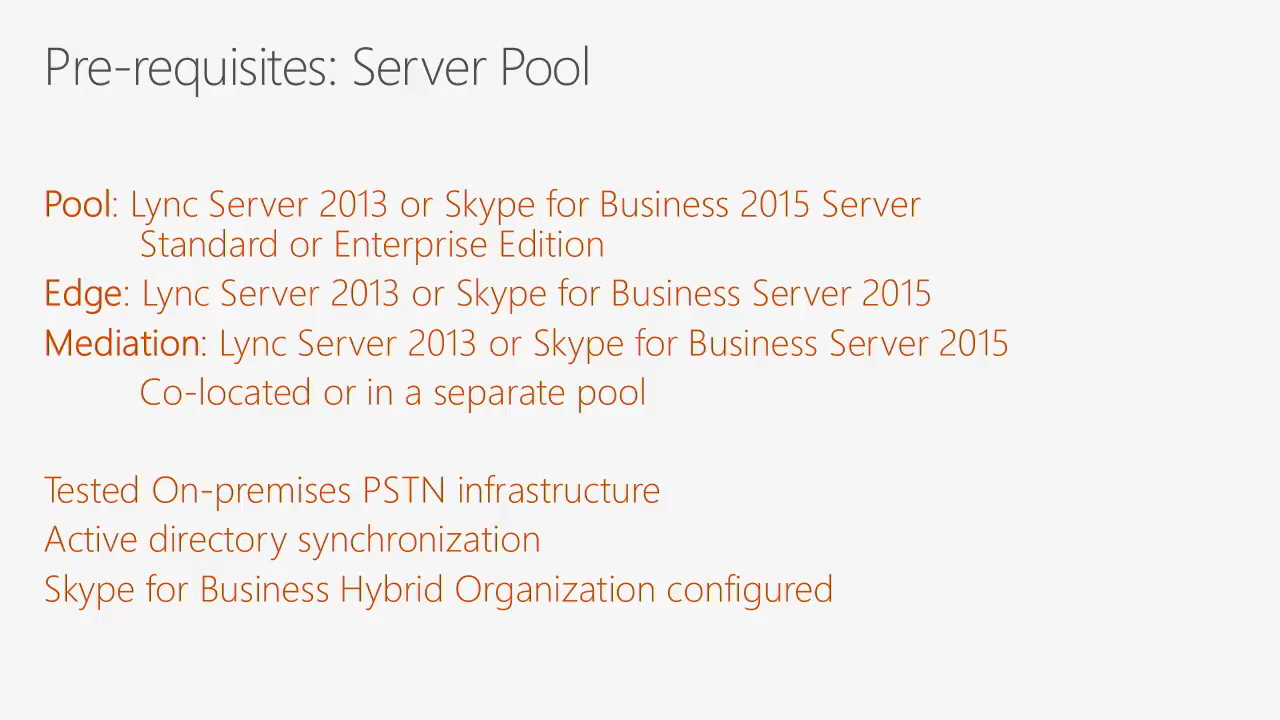 Pre-requisites: Server Pool
Pool: Lync Server 2013 or Skype for Business 2015 Server
Standard or Enterprise Edition
Edge: Lync Server 2013 or Skype for Business Server 2015
Mediation: Lync Server 2013 or Skype for Business Server 2015
Co-located or in a separate pool
Tested On-premises PSTN infrastructure
Active directory synchronization
Skype for Business Hybrid Organization configured